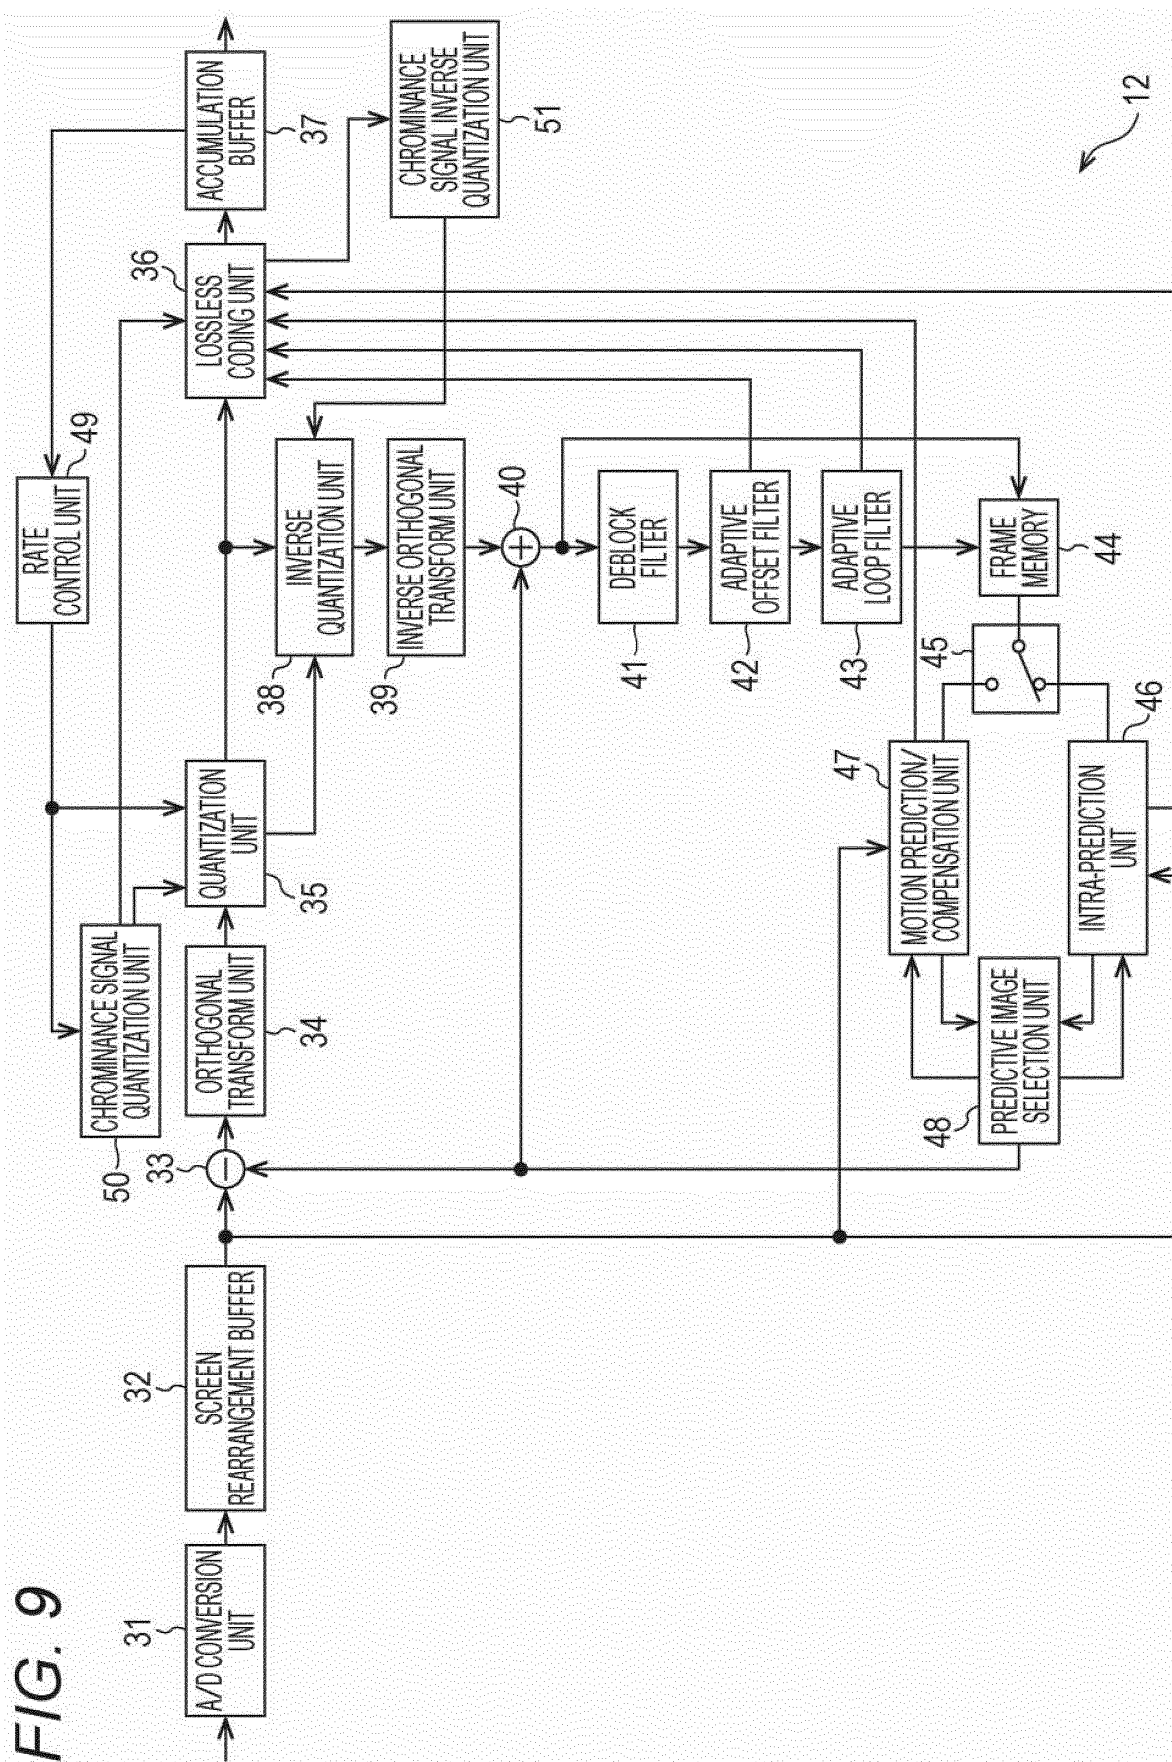 FIG. 9
12
31
A/D CONVERSION
UNIT
32
SCREEN
REARRANGEMENT BUFFER
33
34
ORTHOGONAL
TRANSFORM UNIT
50
CHROMINANCE SIGNAL
QUANTIZATION UNIT
35
QUANTIZATION
UNIT
49
RATE
CONTROL UNIT
36
LOSSLESS
CODING UNIT
37
ACCUMULATION
BUFFER
51
CHROMINANCE
SIGNAL INVERSE
QUANTIZATION UNIT
38
INVERSE
QUANTIZATION UNIT
39
INVERSE ORTHOGONAL
TRANSFORM UNIT
40
41
DEBLOCK
FILTER
42
ADAPTIVE
OFFSET FILTER
43
ADAPTIVE
LOOP FILTER
44
FRAME
MEMORY
45
47
MOTION PREDICTION/
COMPENSATION UNIT
46
INTRA-PREDICTION
UNIT
48
PREDICTIVE IMAGE
SELECTION UNIT